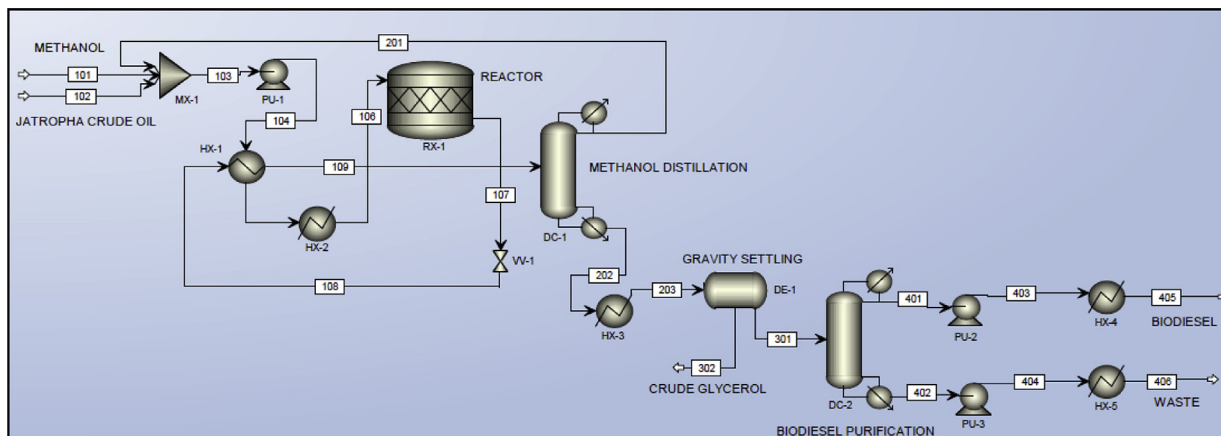 201
METHANOL
101
102
103
MX-1
PU-1
JATROPHA CRUDE OIL
104
106
REACTOR
RX-1
HX-1
109
107
METHANOL DISTILLATION
HX-2
DC-1
VV-1
108
202
GRAVITY SETTLING
203
DE-1
HX-3
302
301
CRUDE GLYCEROL
401
403
405
PU-2
HX-4
BIODIESEL
402
404
406
DC-2
PU-3
HX-5
WASTE
BIODIESEL PURIFICATION